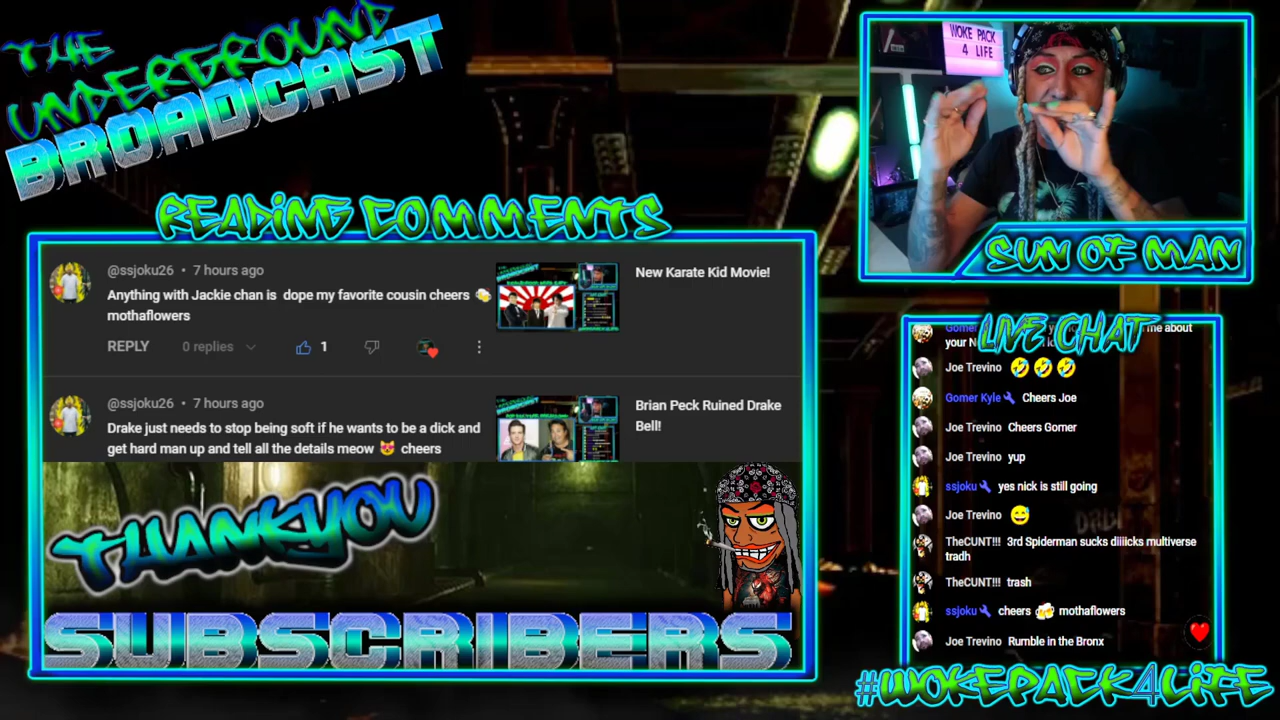 THE
UNDERGROUND
BROADCAST
READING COMMENTS
@ssjoku26 • 7 hours ago
Anything with Jackie chan is dope my favorite cousin cheers 🍻
mothaflowers
REPLY 0 replies 1
New Karate Kid Movie!
@ssjoku26 • 7 hours ago
Drake just needs to stop being soft if he wants to be a dick and
get hard man up and tell all the details meow 😻 cheers
Brian Peck Ruined Drake
Bell!
THANKYOU
SUBSCRIBERS
WOKE PACK
4 LIFE
SUN OF MAN
LIVE CHAT
me about
your
Joe Trevino 🤣🤣🤣
Gomer Kyle Cheers Joe
Joe Trevino Cheers Gomer
Joe Trevino yup
ssjoku yes nick is still going
Joe Trevino 😅
TheCUNT!!! 3rd Spiderman sucks diiiicks multiverse
tradh
TheCUNT!!! trash
ssjoku cheers 🍻 mothaflowers
Joe Trevino Rumble in the Bronx
#WOKEPACK4LIFE